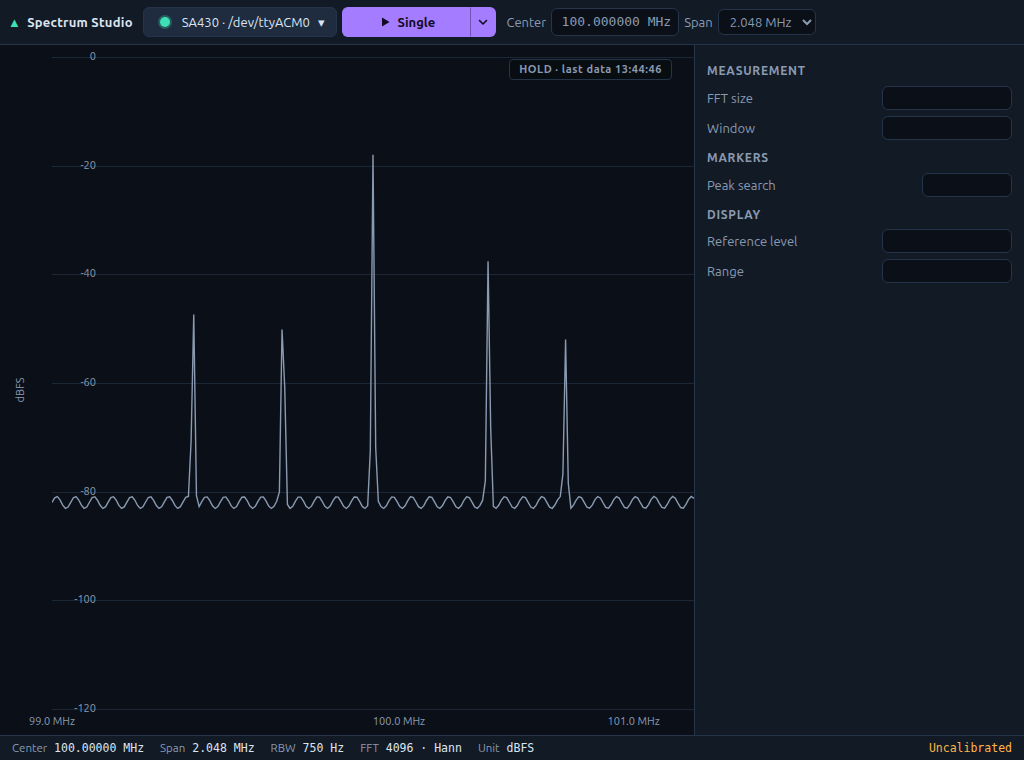 ▲ Spectrum Studio SA430 · /dev/ttyACM0 ▾ Single Center 100.000000 MHz Span 2.048 MHz
HOLD · last data 13:44:46
0
-20
-40
-60
-80
-100
-120
dBFS
99.0 MHz 100.0 MHz 101.0 MHz
MEASUREMENT
FFT size
Window
MARKERS
Peak search
DISPLAY
Reference level
Range
Center 100.00000 MHz Span 2.048 MHz RBW 750 Hz FFT 4096 · Hann Unit dBFS Uncalibrated